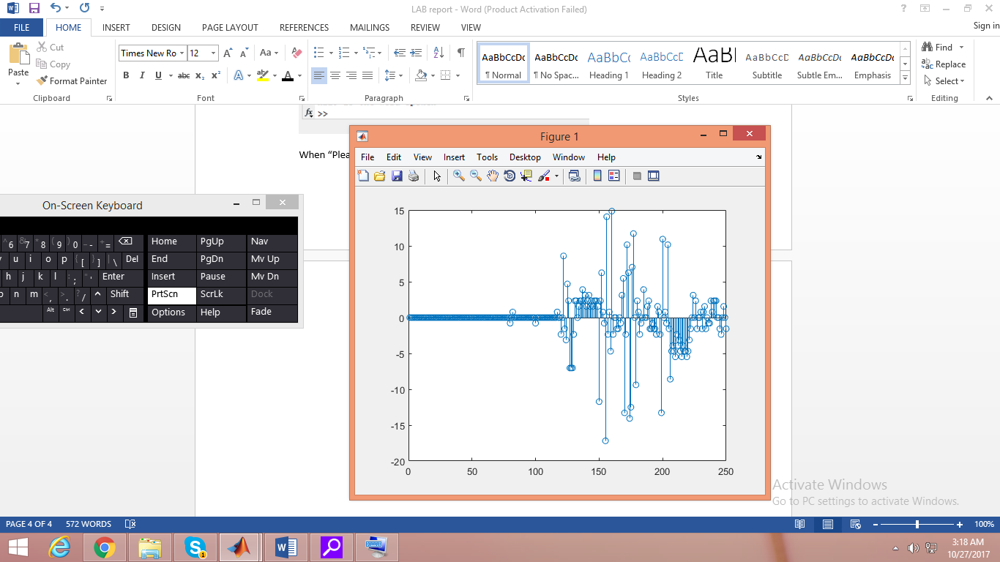 LAB report - Word (Product Activation Failed)
FILE HOME INSERT DESIGN PAGE LAYOUT REFERENCES MAILINGS REVIEW VIEW Sign in
Paste
Cut
Copy
Format Painter
Clipboard
Times New Ro 12
Aa
B I U abc x₂ x²
Font
Paragraph
AaBbCcDc AaBbCcDc AaBbCc AaBbCc AaBl AaBbCcD AaBbCcDc AaBbCcDc
¶ Normal ¶ No Spac... Heading 1 Heading 2 Title Subtitle Subtle Em... Emphasis
Styles
Find
Replace
Select
Editing
fx >>
When “Plea
Figure 1
File Edit View Insert Tools Desktop Window Help
15
10
5
0
-5
-10
-15
-20
0 50 100 150 200 250
On-Screen Keyboard
^ 6 & 7 * 8 ( 9 ) 0 _ - + = Home PgUp Nav
y u i o p { [ } ] | \ Del End PgDn Mv Up
h j k l : ; " ' Enter Insert Pause Mv Dn
b n m < , > . ? / Shift PrtScn ScrLk Dock
Alt Ctrl Options Help Fade
Activate Windows
Go to PC settings to activate Windows.
PAGE 4 OF 4 572 WORDS 100%
3:18 AM
10/27/2017